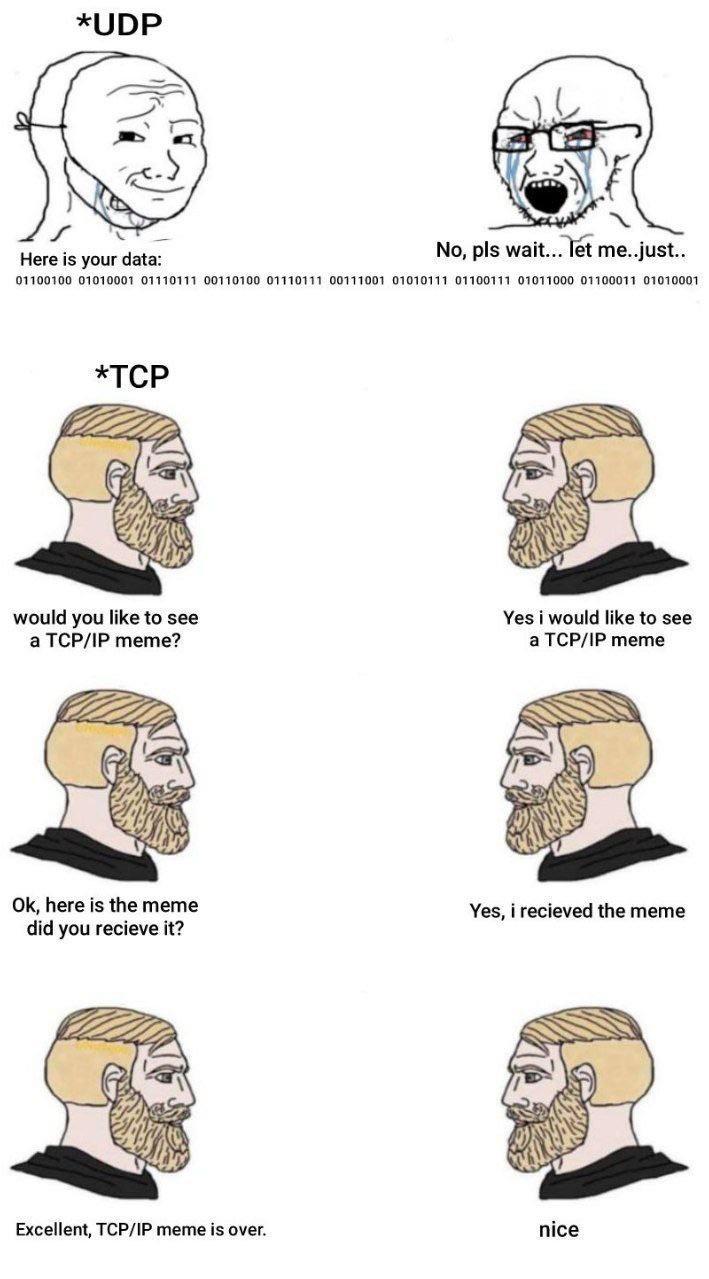 *UDP
Here is your data:
No, pls wait... let me..just..
01100100 01010001 01110111 00110100 01110111 00111001 01010111 01100111 01011000 01100011 01010001
*TCP
would you like to see
a TCP/IP meme?
Yes i would like to see
a TCP/IP meme
Ok, here is the meme
did you recieve it?
Yes, i recieved the meme
Excellent, TCP/IP meme is over.
nice